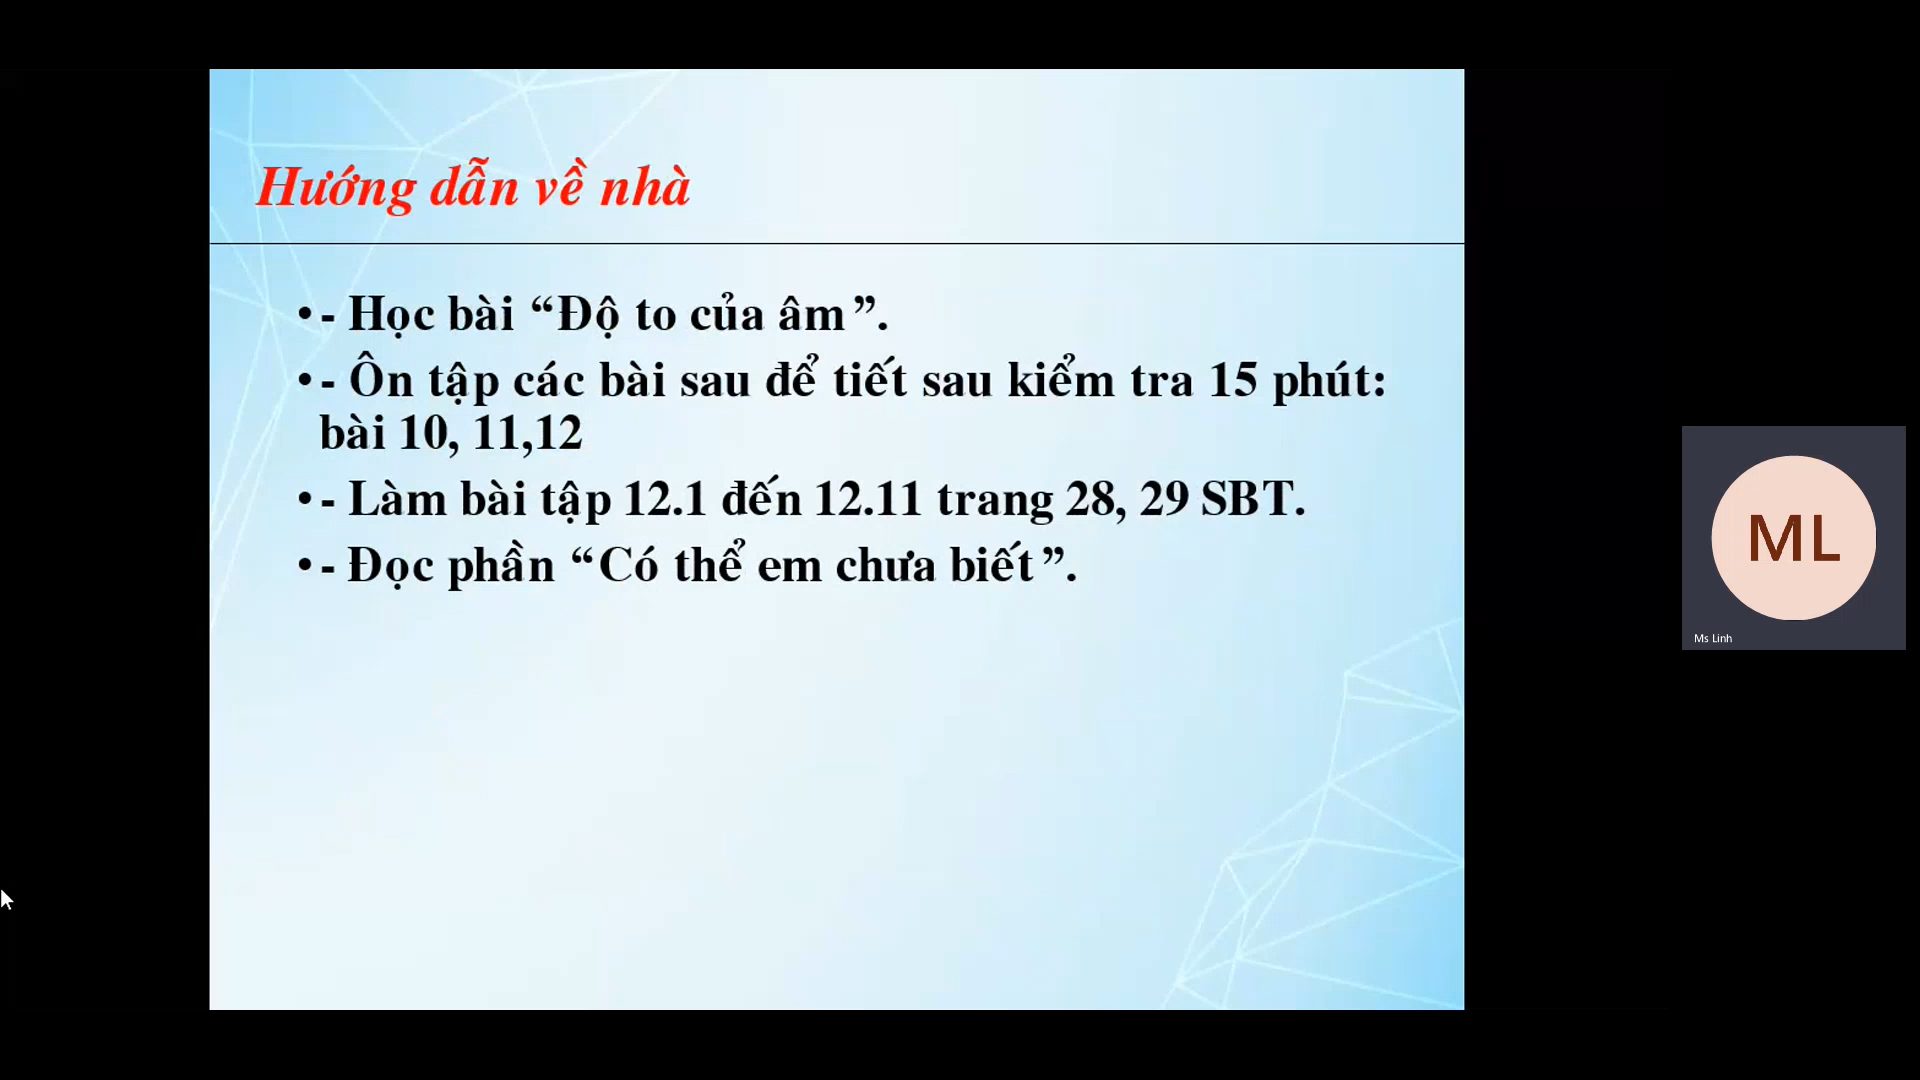 Hướng dẫn về nhà
•- Học bài “Độ to của âm”.
•- Ôn tập các bài sau để tiết sau kiểm tra 15 phút:
bài 10, 11,12
•- Làm bài tập 12.1 đến 12.11 trang 28, 29 SBT.
•- Đọc phần “Có thể em chưa biết”.
ML
Ms Linh